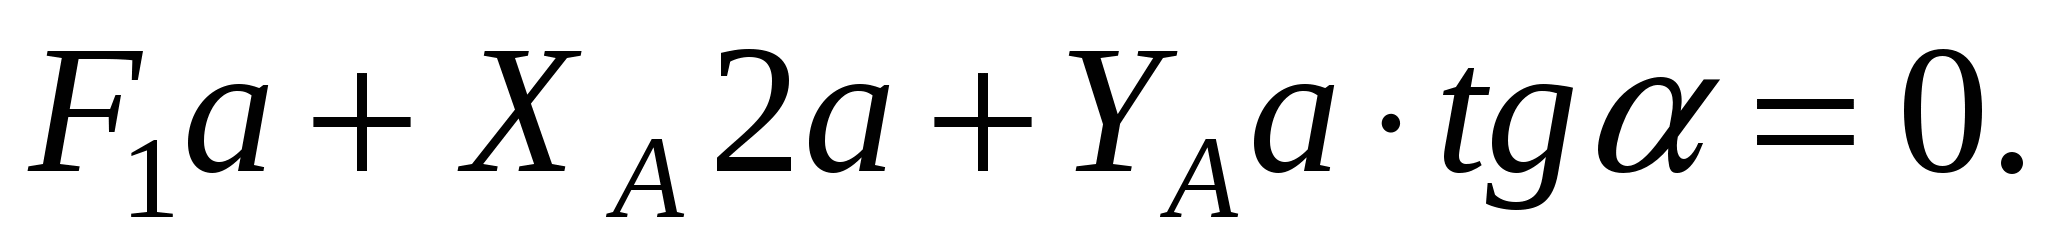 F₁a + X_A 2a + Y_A a · tgα = 0.